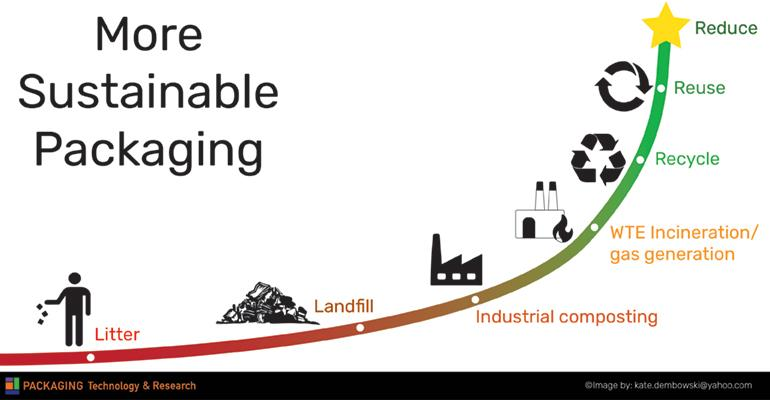 More
Sustainable
Packaging
Reduce
Reuse
Recycle
WTE Incineration/
gas generation
Industrial composting
Landfill
Litter
PACKAGING Technology & Research
©Image by: kate.dembowski@yahoo.com